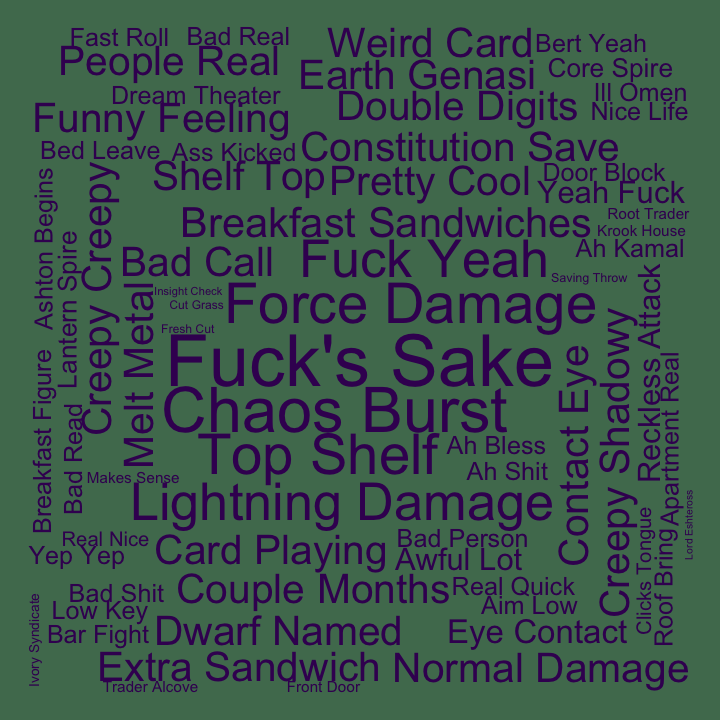 Fast Roll
Bad Real
Weird Card
Bert Yeah
People Real
Earth Genasi
Core Spire
Dream Theater
Double Digits
Ill Omen
Funny Feeling
Nice Life
Bed Leave
Ass Kicked
Constitution Save
Shelf Top
Pretty Cool
Door Block
Yeah Fuck
Breakfast Sandwiches
Root Trader
Krook House
Ah Kamal
Bad Call
Fuck Yeah
Saving Throw
Ashton Begins
Lantern Spire
Creepy Creepy
Melt Metal
Insight Check
Cut Grass
Fresh Cut
Force Damage
Fuck's Sake
Chaos Burst
Top Shelf
Contact Eye
Creepy Shadowy
Reckless Attack
Apartment Real
Breakfast Figure
Bad Read
Ah Bless
Ah Shit
Makes Sense
Lightning Damage
Lord Eshteross
Clicks Tongue
Roof Bring
Real Nice
Yep Yep
Card Playing
Bad Person
Awful Lot
Bad Shit
Couple Months
Real Quick
Low Key
Aim Low
Ivory Syndicate
Bar Fight
Dwarf Named
Eye Contact
Extra Sandwich
Normal Damage
Trader Alcove
Front Door